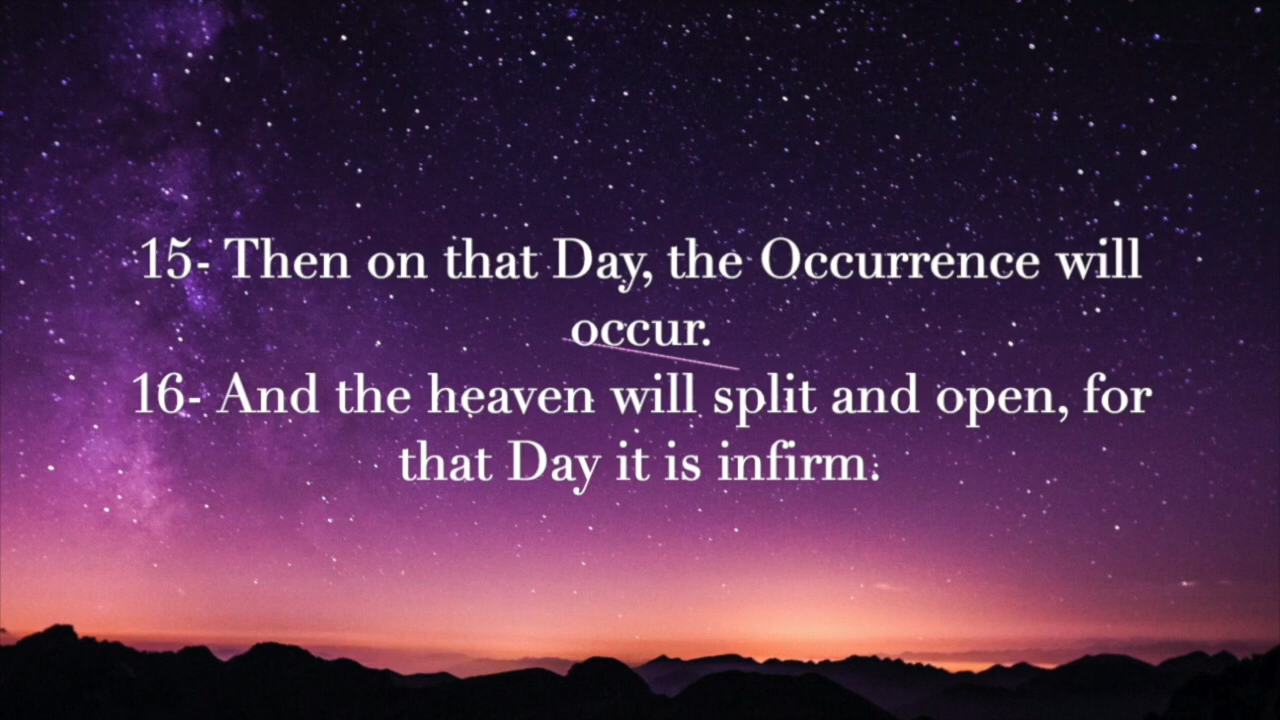 15- Then on that Day, the Occurrence will
occur.
16- And the heaven will split and open, for
that Day it is infirm.